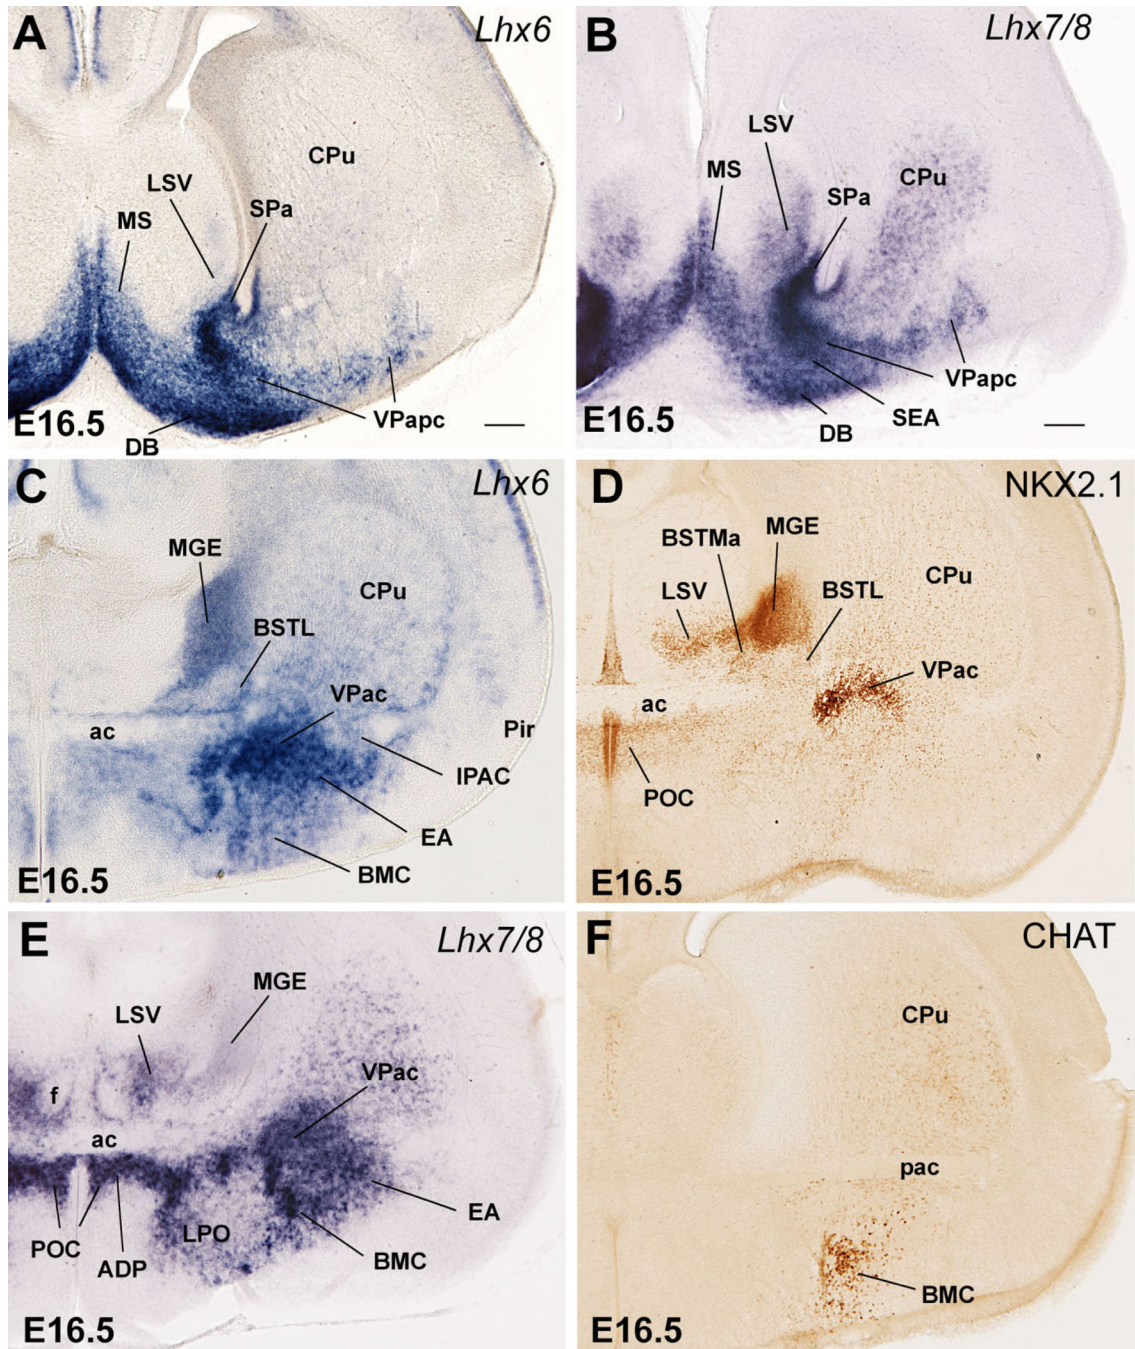 A
Lhx6
CPu
LSV
SPa
MS
E16.5
DB
VPapc
B
Lhx7/8
LSV
MS
CPu
SPa
VPapc
SEA
DB
E16.5
C
Lhx6
MGE
CPu
BSTL
VPac
ac
Pir
IPAC
EA
BMC
E16.5
D
NKX2.1
MGE
BSTMa
LSV
CPu
BSTL
VPac
ac
POC
E16.5
E
Lhx7/8
MGE
LSV
VPac
f
ac
EA
LPO
POC
BMC
ADP
E16.5
F
CHAT
CPu
pac
BMC
E16.5